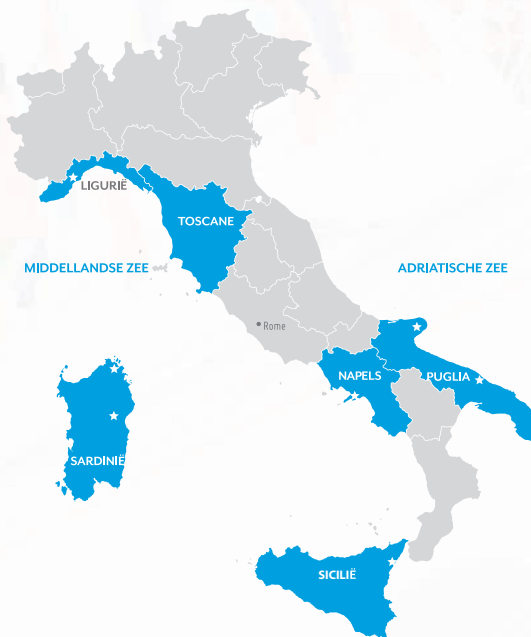 LIGURIË
TOSCANE
MIDDELLANDSE ZEE
ADRIATISCHE ZEE
Rome
NAPELS
PUGLIA
SARDINIË
SICILIË